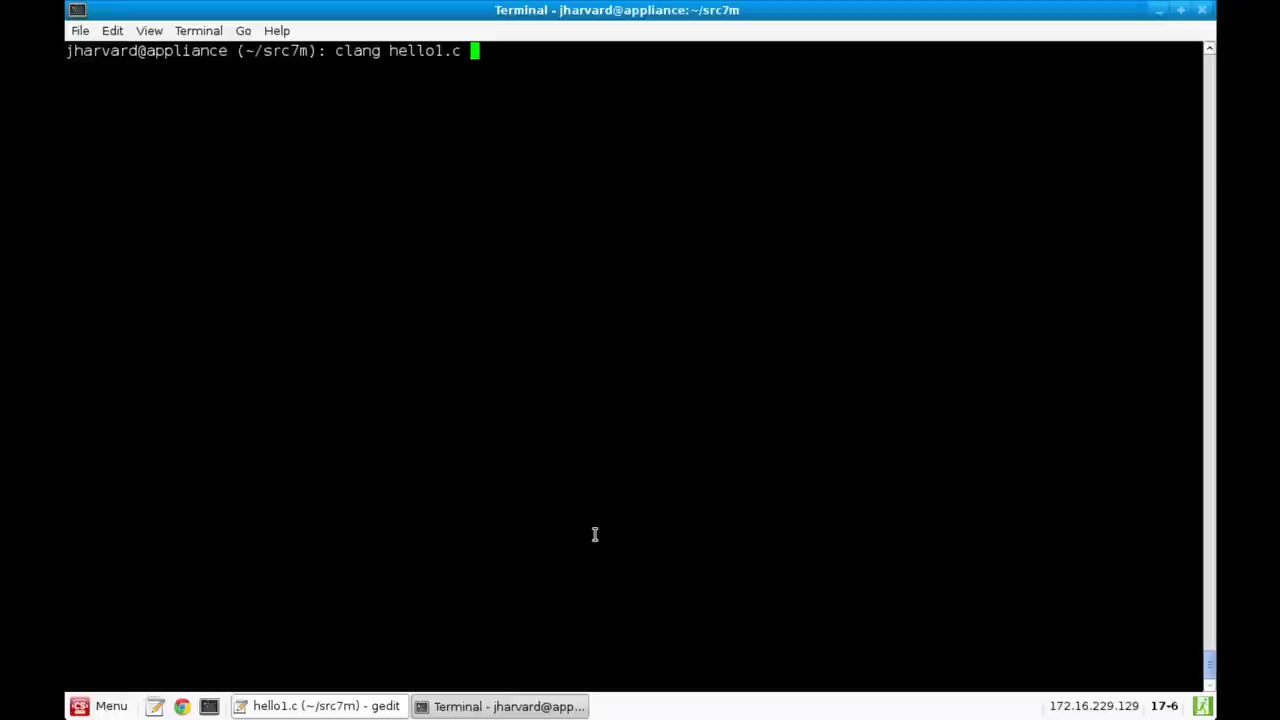 Terminal - jharvard@appliance:~/src7m
File Edit View Terminal Go Help
jharvard@appliance (~/src7m): clang hello1.c
CS Menu hello1.c (~/src7m) - gedit Terminal - jharvard@app... 172.16.229.129 17-6